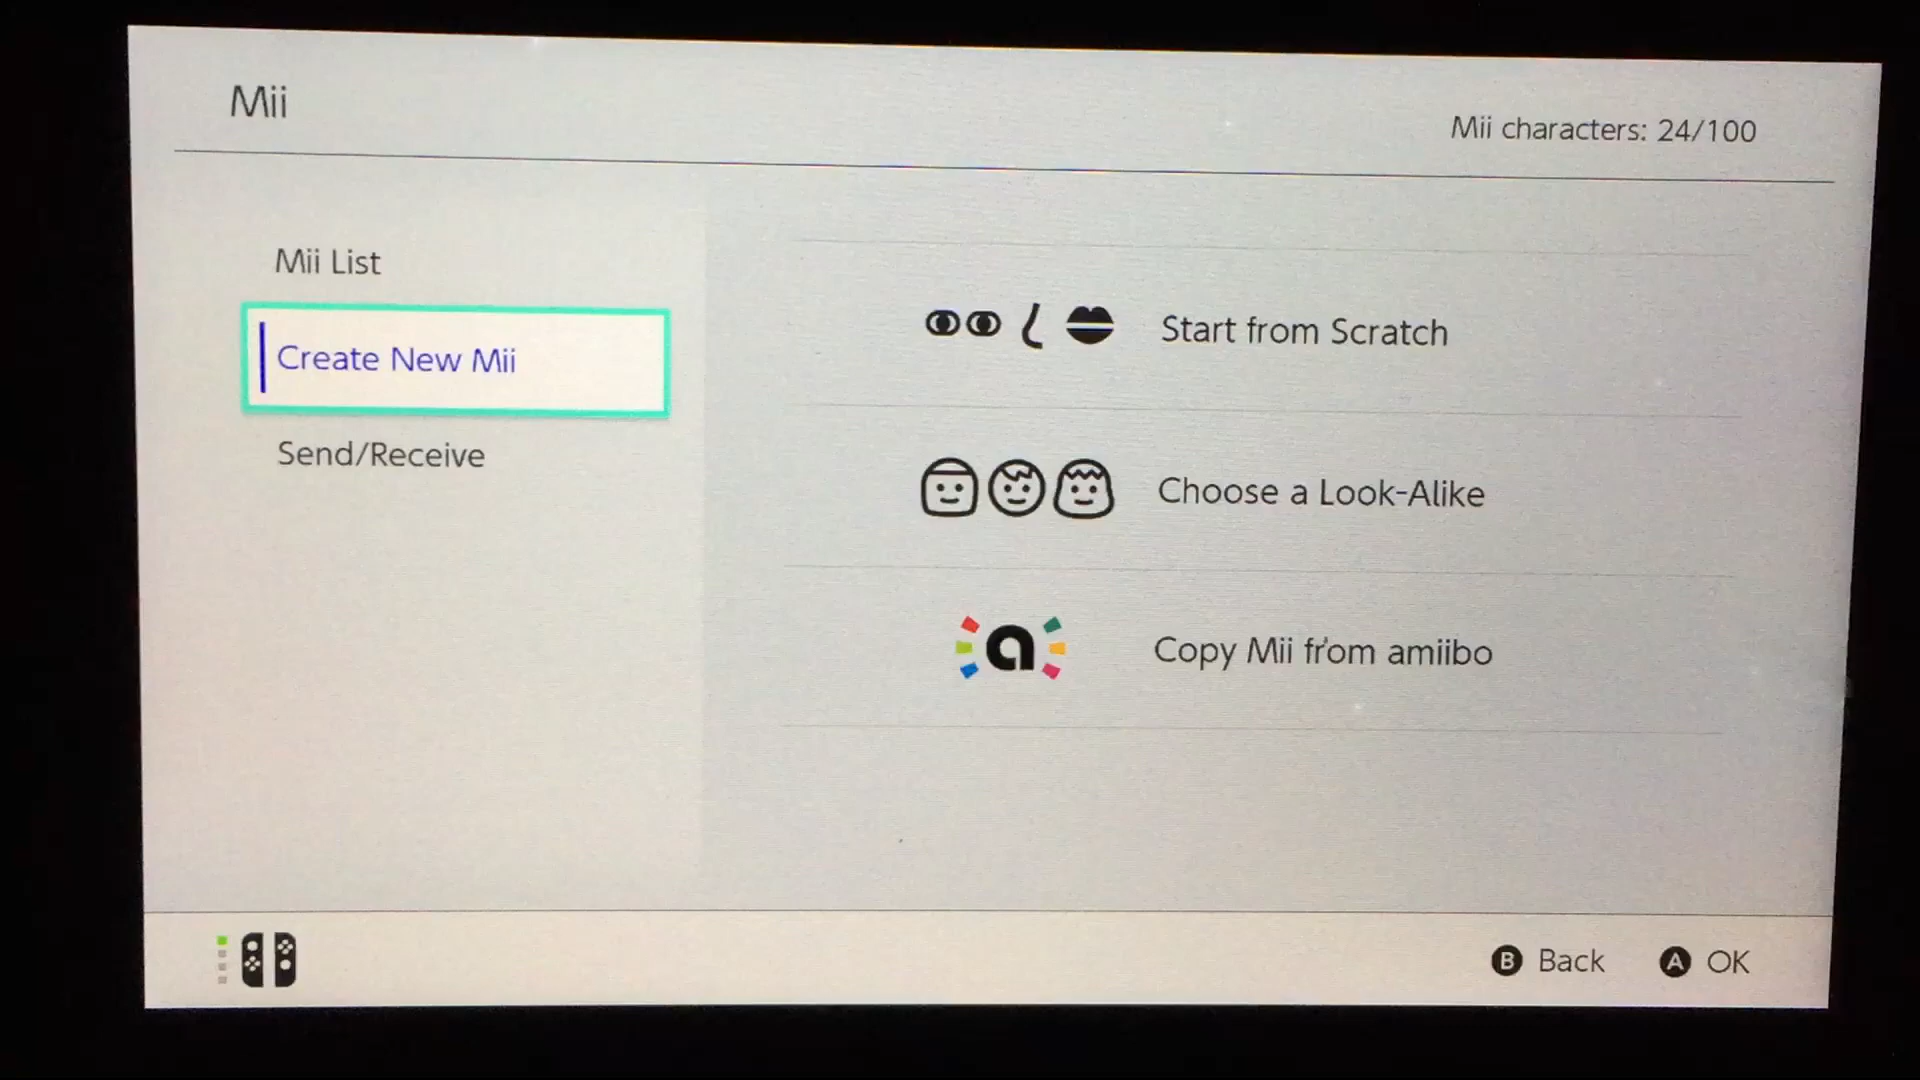 Mii
Mii characters: 24/100
Mii List
Create New Mii
Send/Receive
Start from Scratch
Choose a Look-Alike
a
Copy Mii from amiibo
B Back
A OK